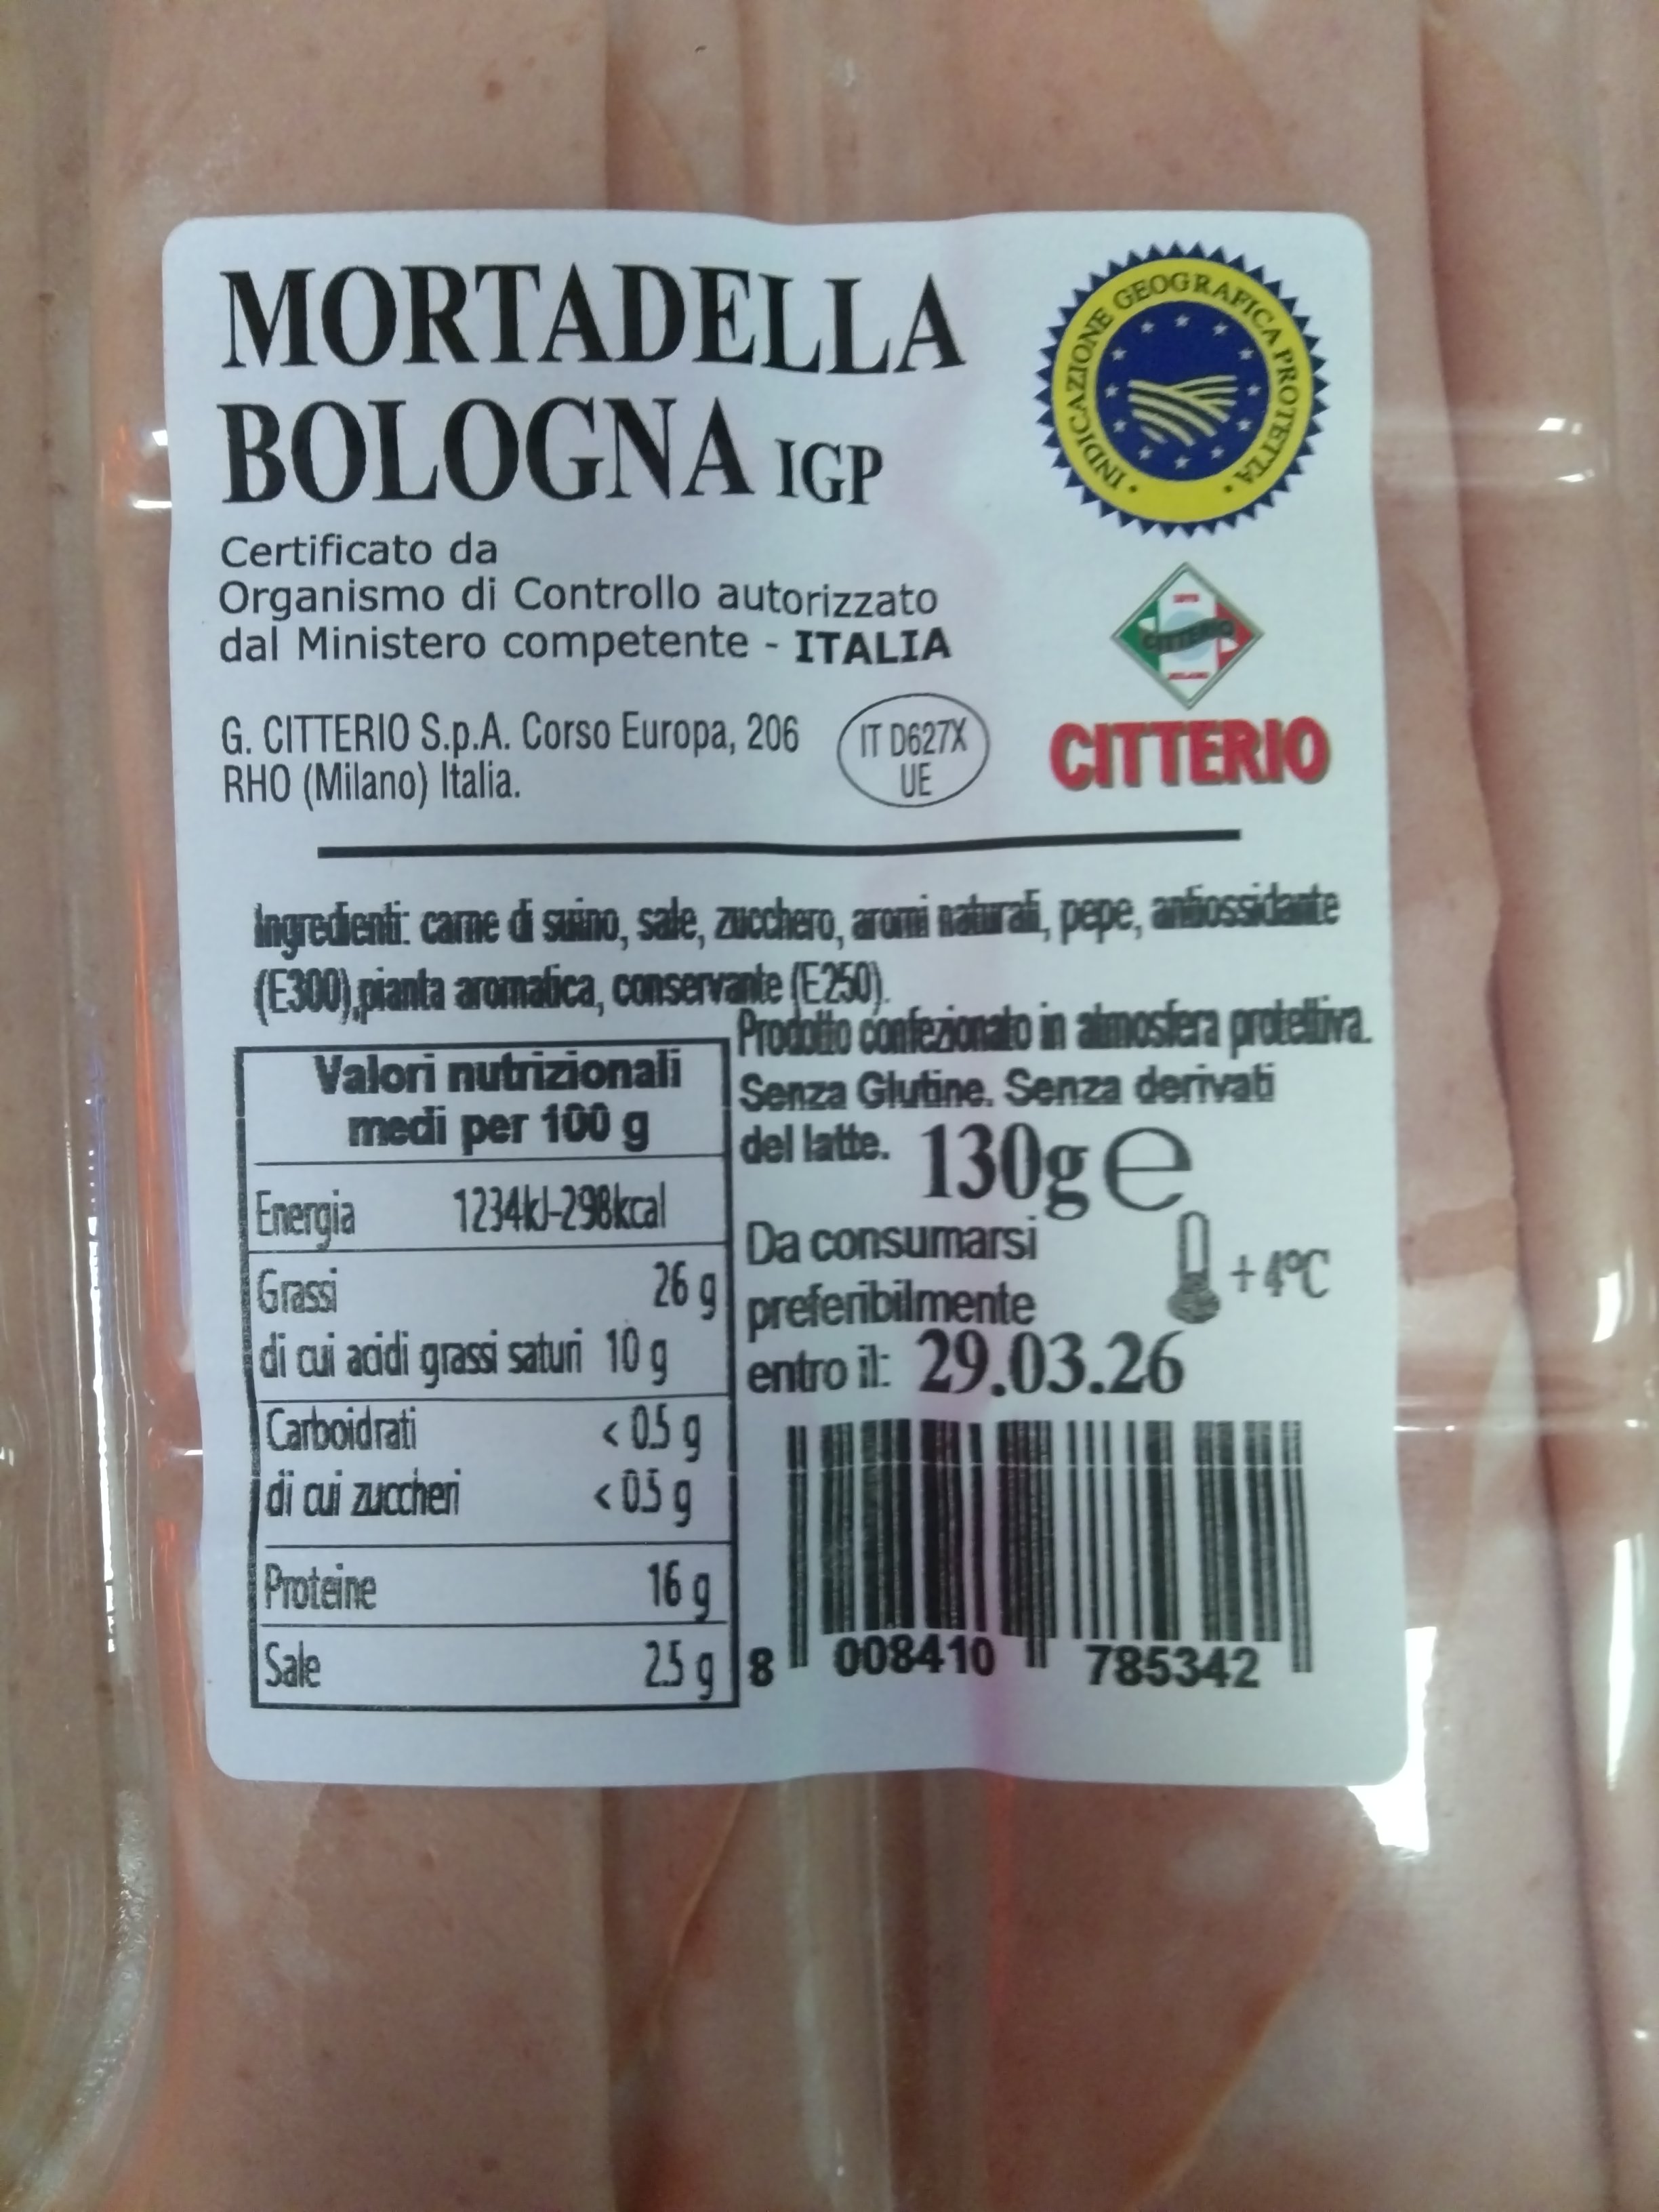 MORTADELLA
BOLOGNA IGP
INDICAZIONE GEOGRAFICA PROTETTA
Certificato da
Organismo di Controllo autorizzato
dal Ministero competente - ITALIA
CITTERIO
MILANO
G. CITTERIO S.p.A. Corso Europa, 206
RHO (Milano) Italia.
IT D627X
UE
CITTERIO
Ingredienti: carne di suino, sale, zucchero, aromi naturali, pepe, antiossidante
(E300),pianta aromatica, conservante (E250).
Prodotto confezionato in atmosfera protettiva.
Senza Glutine. Senza derivati
del latte. 130g e
Da consumarsi
preferibilmente
entro il: 29.03.26
+4°C
Valori nutrizionali
medi per 100 g
Energia 1234kJ-298kcal
Grassi 26 g
di cui acidi grassi saturi 10 g
Carboidrati < 0.5 g
di cui zuccheri < 0.5 g
Proteine 16 g
Sale 2.5 g
8 008410 785342